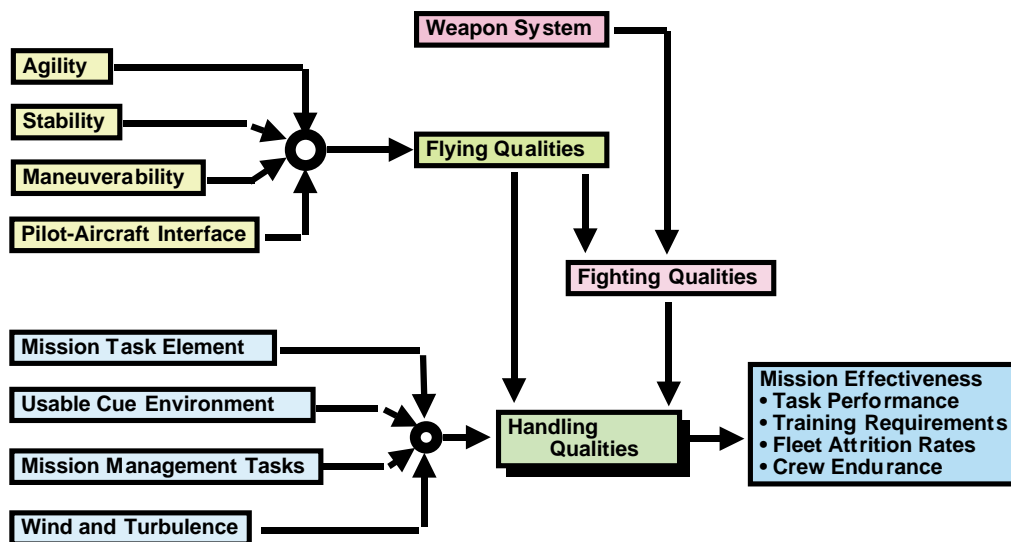 Weapon System
Agility
Stability
Maneuverability
Pilot-Aircraft Interface
Flying Qualities
Fighting Qualities
Mission Task Element
Usable Cue Environment
Mission Management Tasks
Wind and Turbulence
Handling
Qualities
Mission Effectiveness
• Task Performance
• Training Requirements
• Fleet Attrition Rates
• Crew Endurance